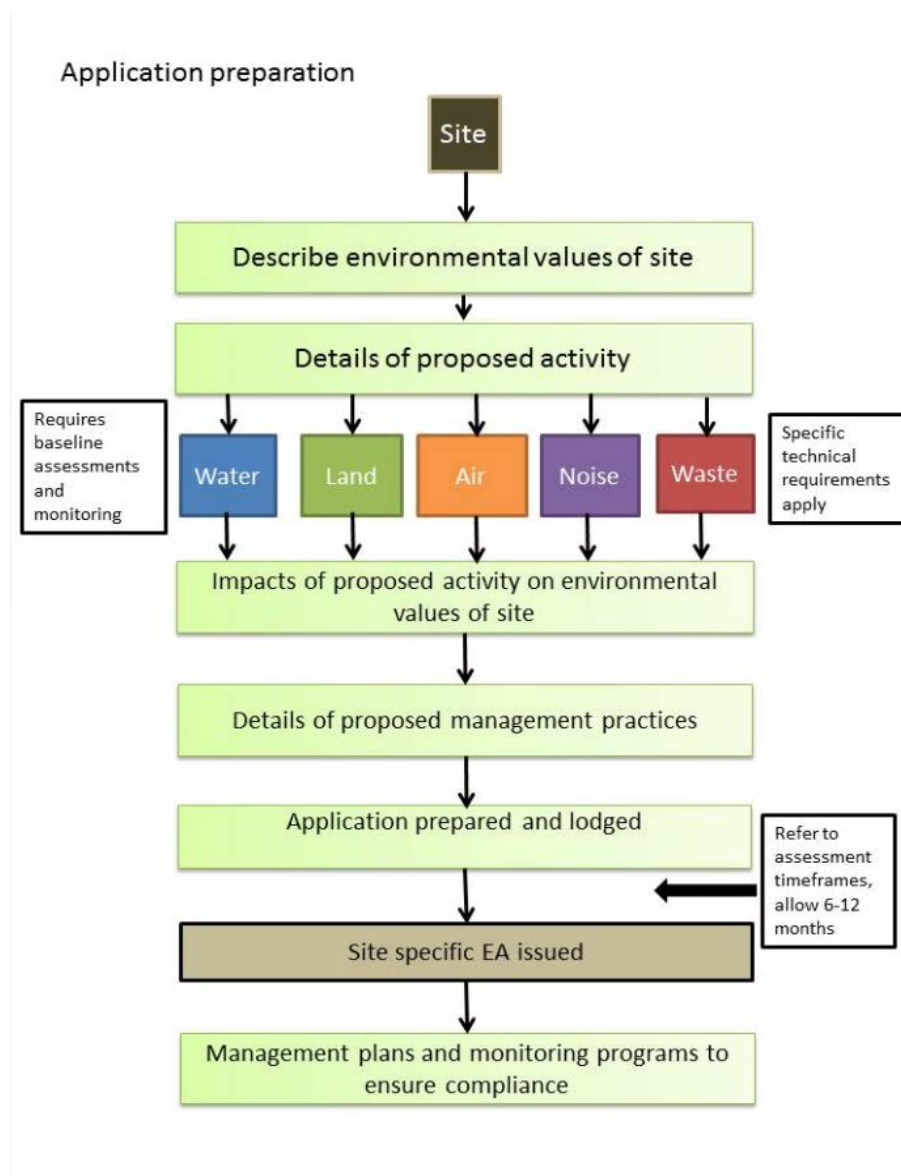 Application preparation
Site
Describe environmental values of site
Details of proposed activity
Requires
baseline
assessments
and
monitoring
Water
Land
Air
Noise
Waste
Specific
technical
requirements
apply
Impacts of proposed activity on environmental
values of site
Details of proposed management practices
Application prepared and lodged
Refer to
assessment
timeframes,
allow 6-12
months
Site specific EA issued
Management plans and monitoring programs to
ensure compliance